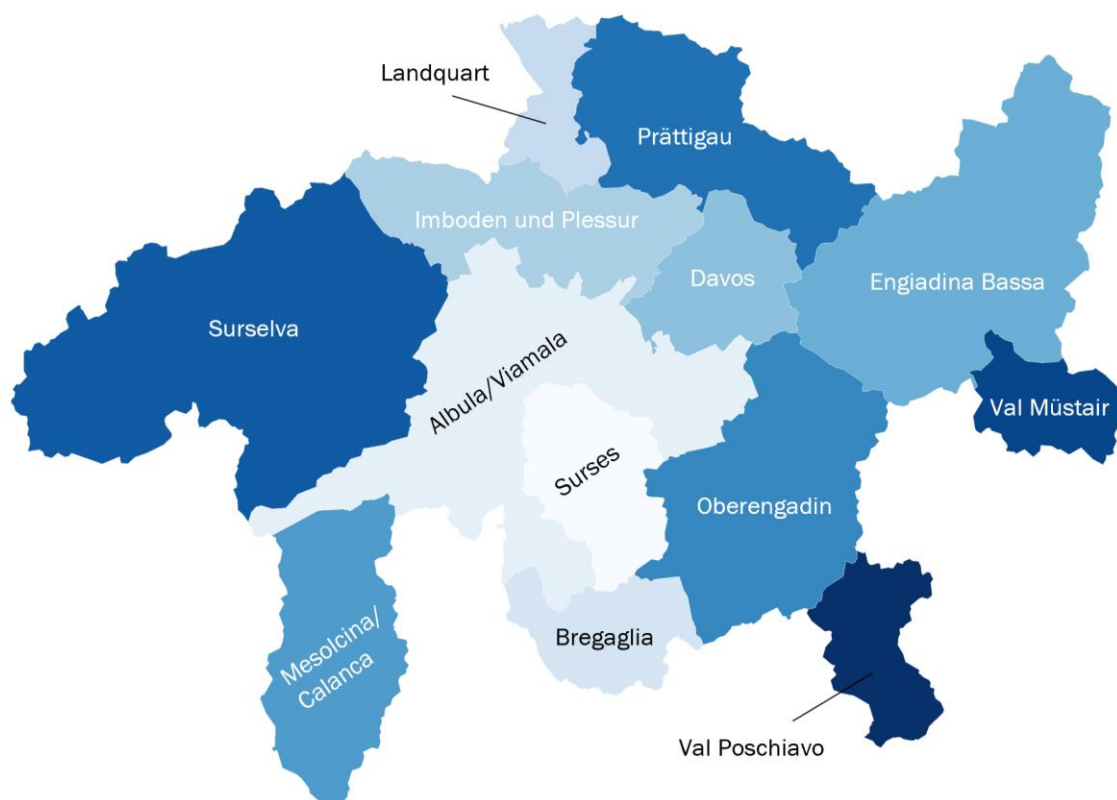 Landquart
Prättigau
Imboden und Plessur
Davos
Engiadina Bassa
Surselva
Albula/Viamala
Val Müstair
Surses
Oberengadin
Mesolcina/
Calanca
Bregaglia
Val Poschiavo